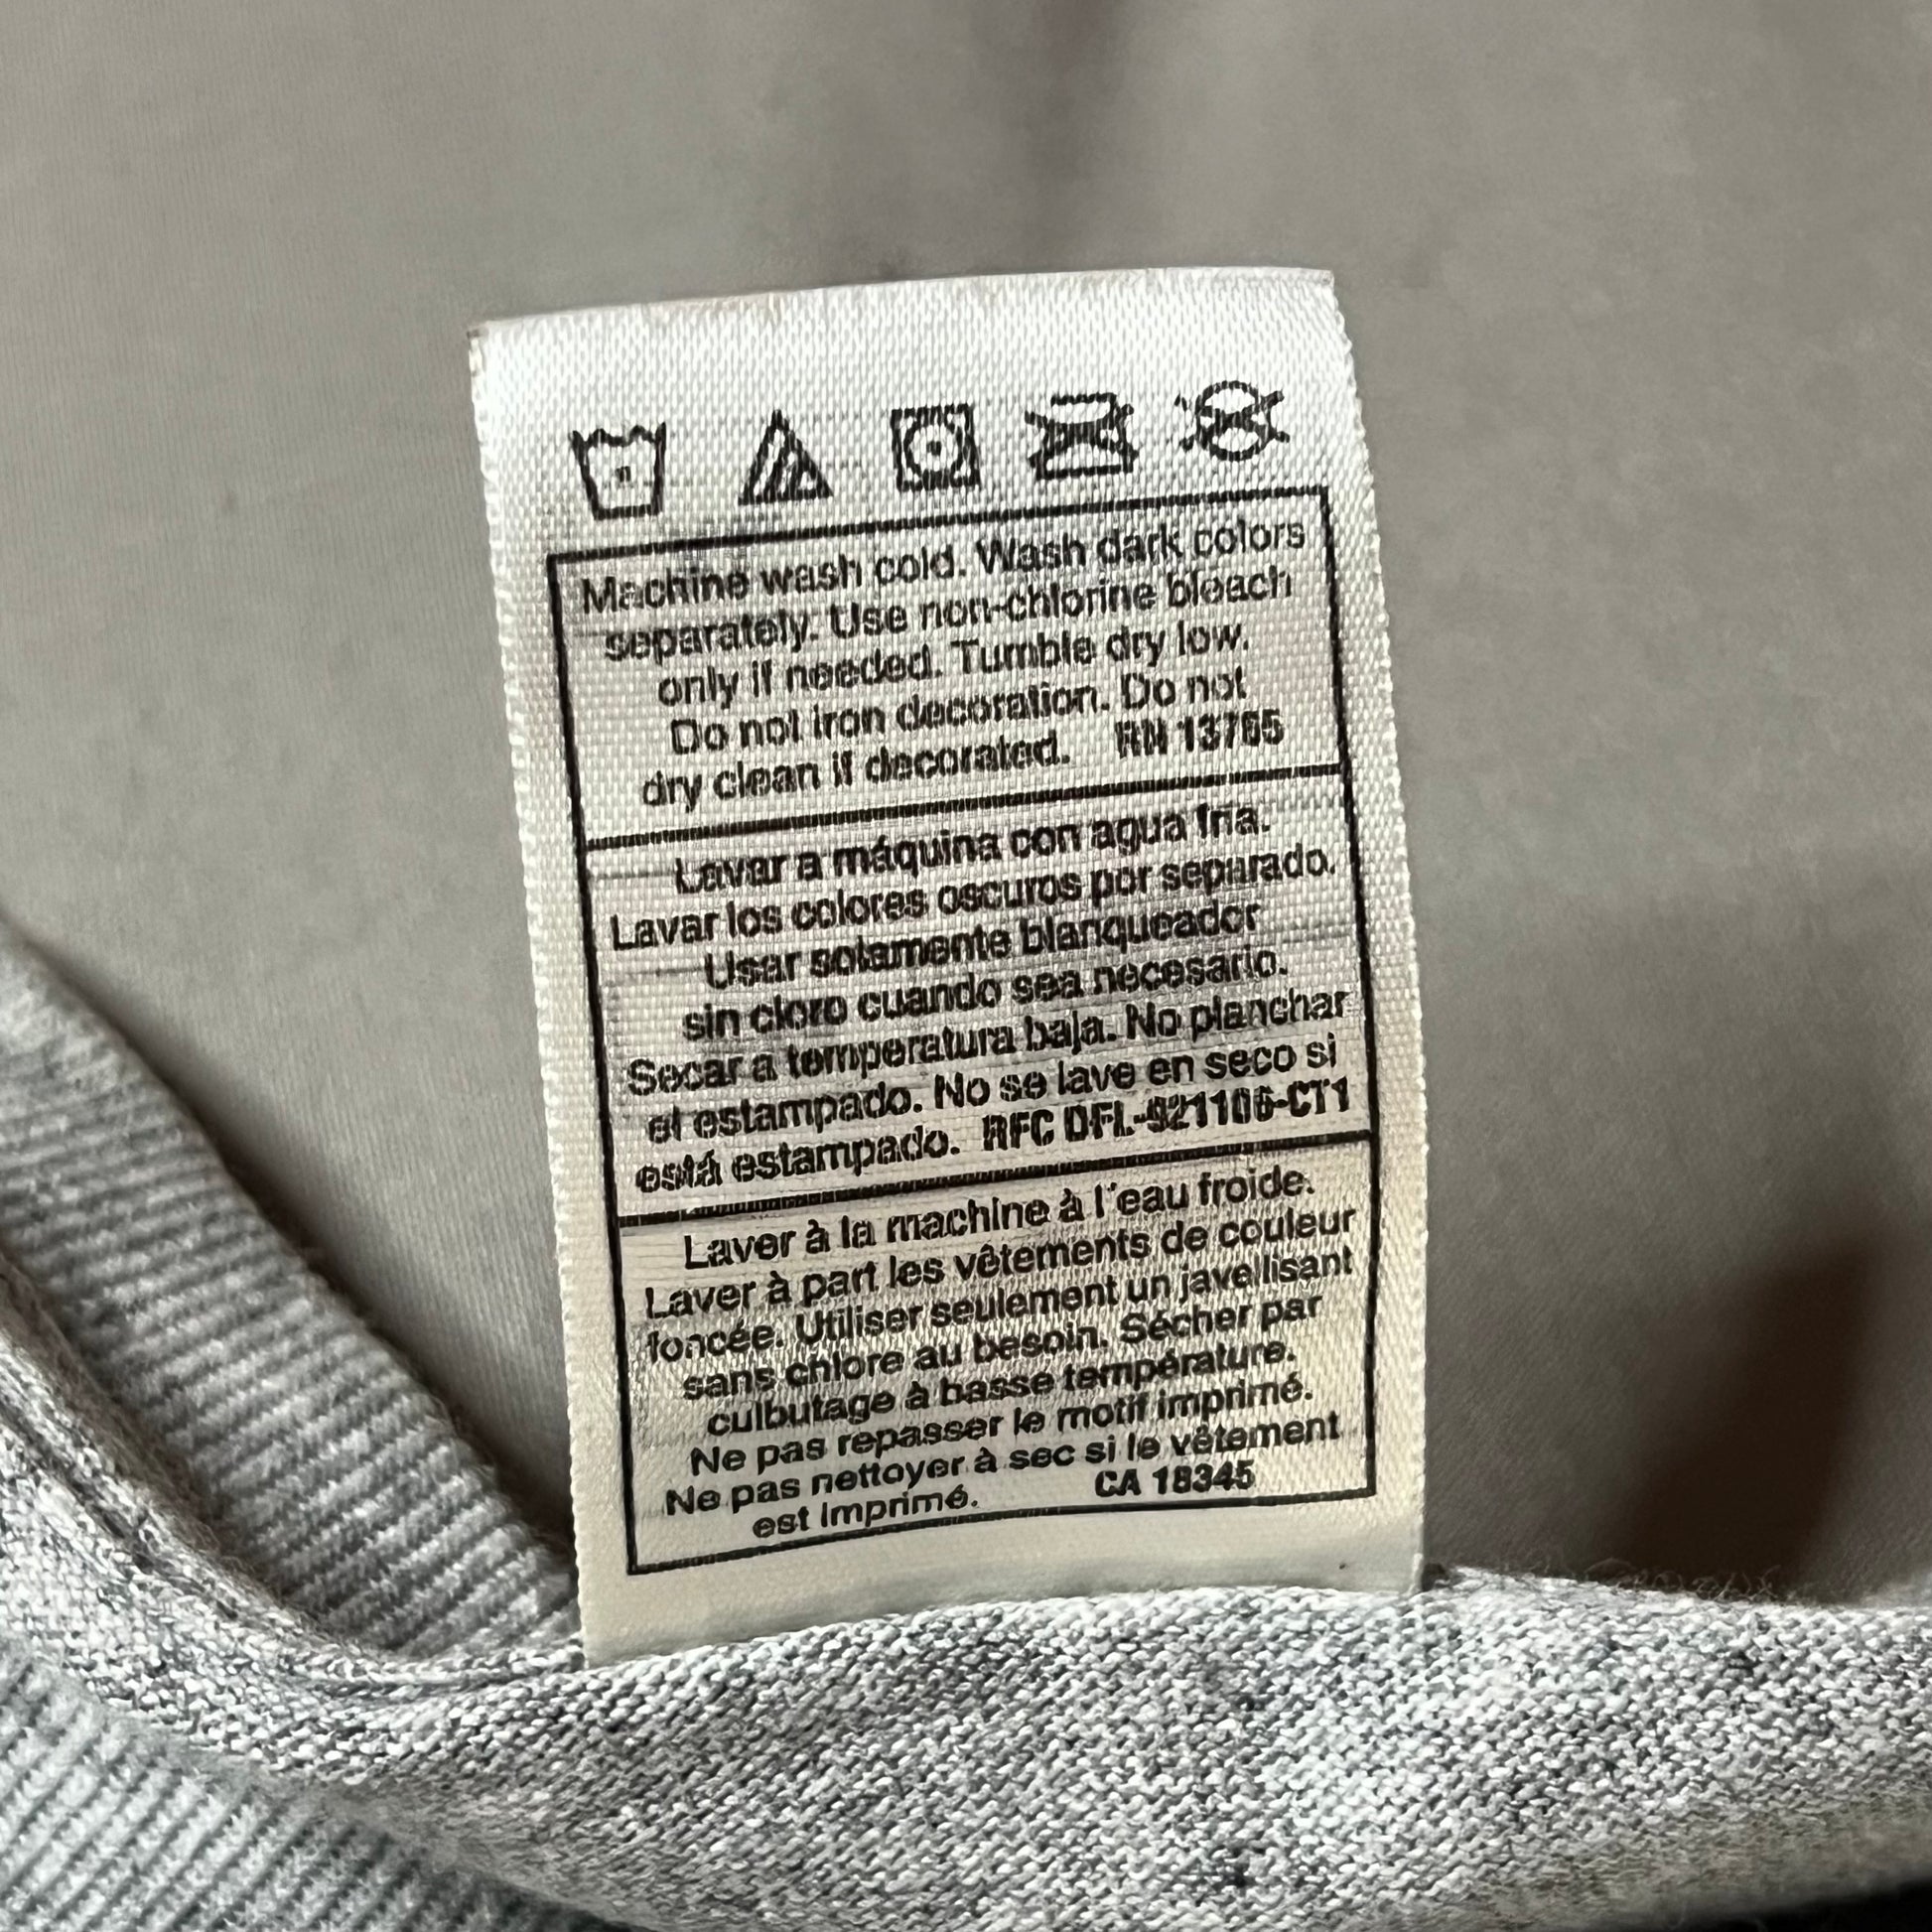 Machine wash cold. Wash dark colors
separately. Use non-chlorine bleach
only if needed. Tumble dry low.
Do not iron decoration. Do not
dry clean if decorated. RN 13765
Lavar a máquina con agua fría.
Lavar los colores oscuros por separado.
Usar solamente blanqueador
sin cloro cuando sea necesario.
Secar a temperatura baja. No planchar
el estampado. No se lave en seco si
está estampado. RFC DFL-921106-CT1
Laver à la machine à l'eau froide.
Laver à part les vêtements de couleur
foncée. Utiliser seulement un javellisant
sans chlore au besoin. Sécher par
culbutage à basse température.
Ne pas repasser le motif imprimé.
Ne pas nettoyer à sec si le vêtement
est imprimé. CA 18345